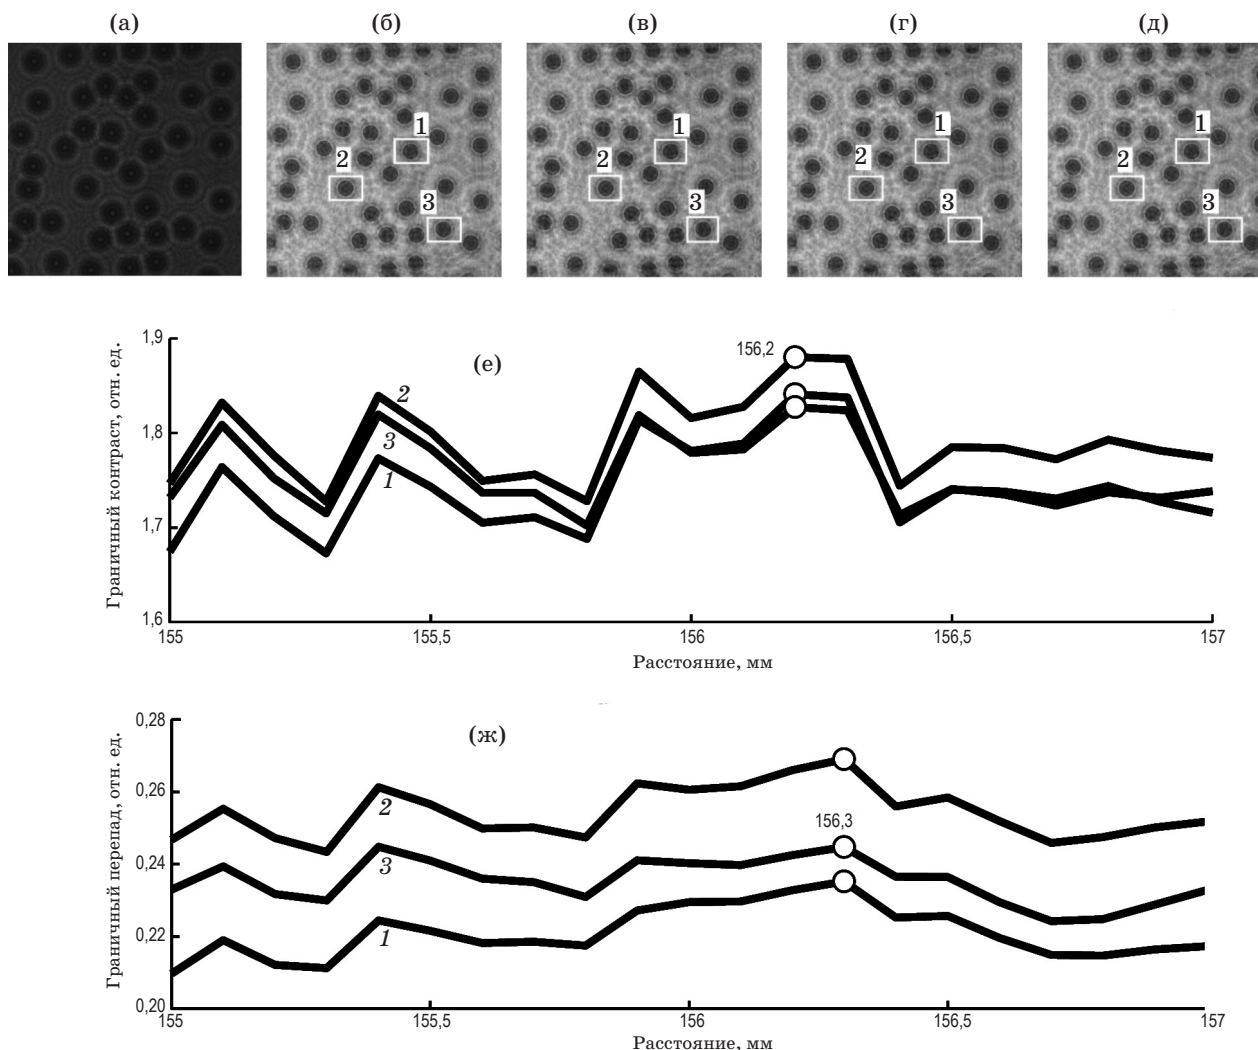 (а) (б) (в) (г) (д)
1 1 1 1
2 2 2 2
3 3 3 3
(е)
Граничный контраст, отн. ед.
1,9
1,8
1,7
1,6
156,2
2
3
1
155 155,5 156 156,5 157
Расстояние, мм
(ж)
Граничный перепад, отн. ед.
0,28
0,26
0,24
0,22
0,20
2
156,3
3
1
155 155,5 156 156,5 157
Расстояние, мм